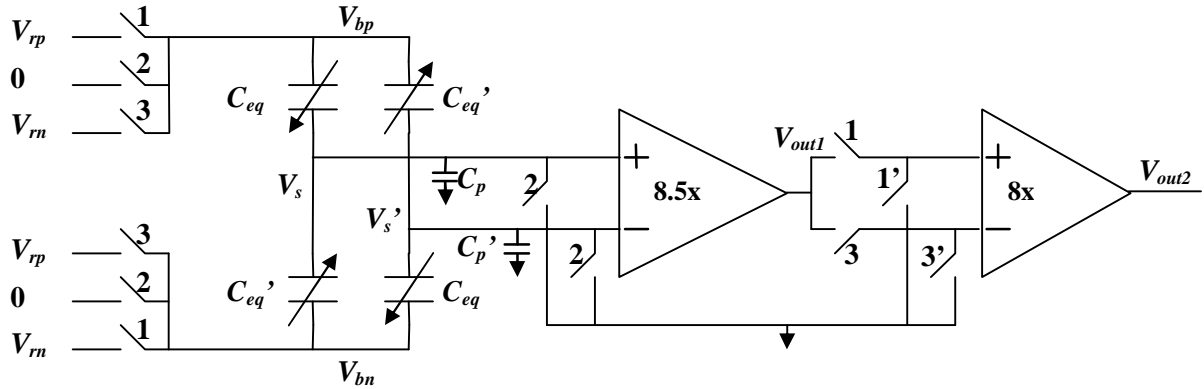 V_rp 1 V_bp
0 2
V_rn 3
C_eq C_eq'
V_s C_p 2 + V_out1 1 +
V_s' 8.5x 1' 8x V_out2
C_p' 2 − 3 3' −
V_rp 3
0 2
V_rn 1
C_eq' C_eq
V_bn